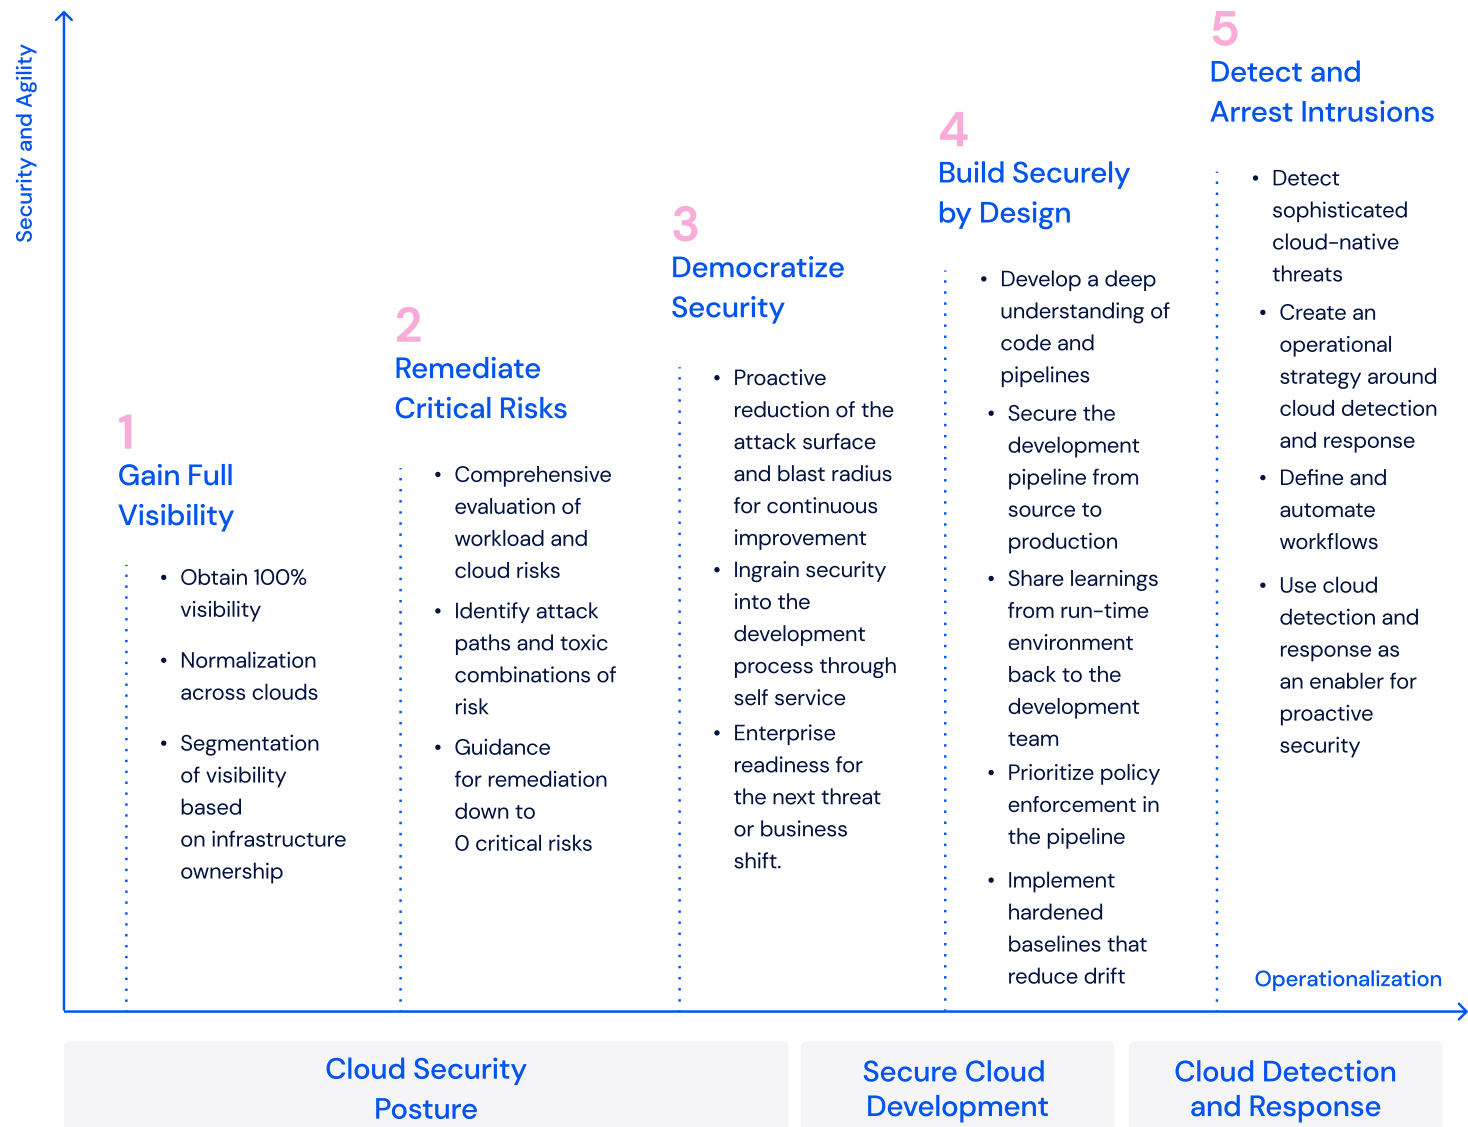 Security and Agility
1
Gain Full
Visibility
• Obtain 100%
visibility
• Normalization
across clouds
• Segmentation
of visibility
based
on infrastructure
ownership
2
Remediate
Critical Risks
• Comprehensive
evaluation of
workload and
cloud risks
• Identify attack
paths and toxic
combinations of
risk
• Guidance
for remediation
down to
0 critical risks
3
Democratize
Security
• Proactive
reduction of the
attack surface
and blast radius
for continuous
improvement
• Ingrain security
into the
development
process through
self service
• Enterprise
readiness for
the next threat
or business
shift.
4
Build Securely
by Design
• Develop a deep
understanding of
code and
pipelines
• Secure the
development
pipeline from
source to
production
• Share learnings
from run-time
environment
back to the
development
team
• Prioritize policy
enforcement in
the pipeline
• Implement
hardened
baselines that
reduce drift
5
Detect and
Arrest Intrusions
• Detect
sophisticated
cloud-native
threats
• Create an
operational
strategy around
cloud detection
and response
• Define and
automate
workflows
• Use cloud
detection and
response as
an enabler for
proactive
security
Operationalization
Cloud Security
Posture
Secure Cloud
Development
Cloud Detection
and Response